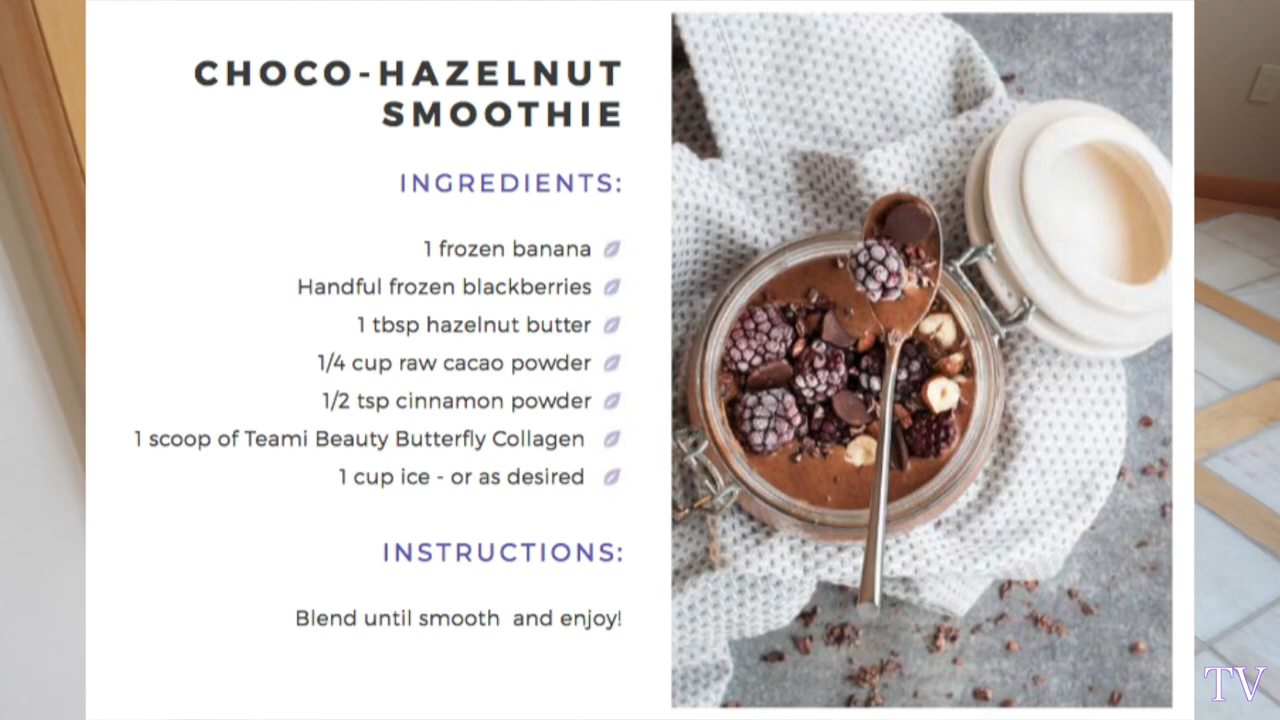 CHOCO-HAZELNUT
SMOOTHIE
INGREDIENTS:
1 frozen banana
Handful frozen blackberries
1 tbsp hazelnut butter
1/4 cup raw cacao powder
1/2 tsp cinnamon powder
1 scoop of Teami Beauty Butterfly Collagen
1 cup ice - or as desired
INSTRUCTIONS:
Blend until smooth  and enjoy!
TV